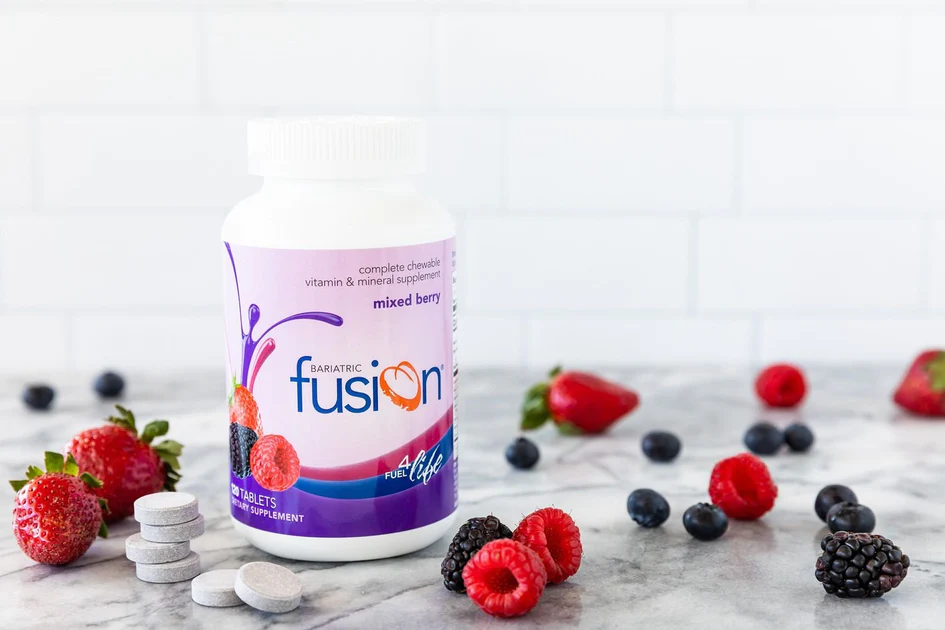 complete chewable
vitamin & mineral supplement
mixed berry
BARIATRIC
fusion®
4
FUEL life
120 TABLETS
DIETARY SUPPLEMENT